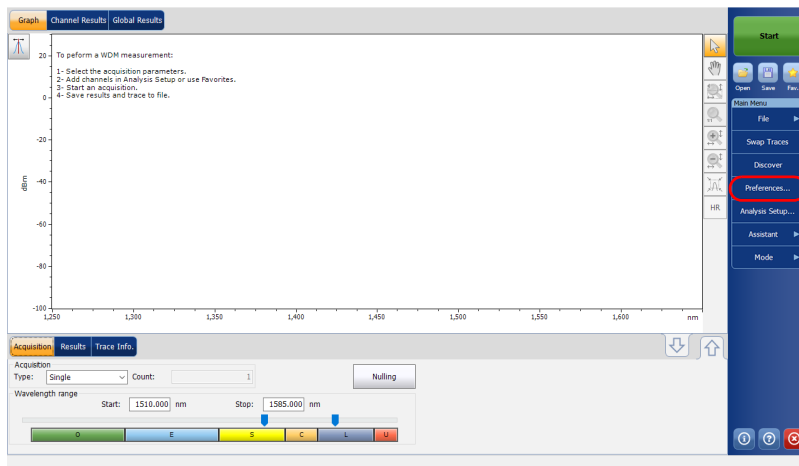 Graph Channel Results Global Results
Start
To peform a WDM measurement:
1- Select the acquisition parameters.
2- Add channels in Analysis Setup or use Favorites.
3- Start an acquisition.
4- Save results and trace to file.
20
0
-20
-40
-60
-80
-100
dBm
1,250 1,300 1,350 1,400 1,450 1,500 1,550 1,600 nm
1:1
HR
Open Save Fav.
Main Menu
File
Swap Traces
Discover
Preferences...
Analysis Setup...
Assistant
Mode
Acquisition Results Trace Info.
Acquisition
Type: Single Count: 1 Nulling
Wavelength range
Start: 1510.000 nm Stop: 1585.000 nm
O E S C L U